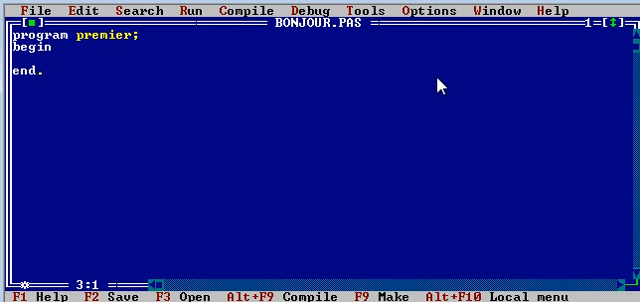 File Edit Search Run Compile Debug Tools Options Window Help
[■] BONJOUR.PAS 1=[↕]
program premier;
begin
end.
3:1
F1 Help F2 Save F3 Open Alt+F9 Compile F9 Make Alt+F10 Local menu